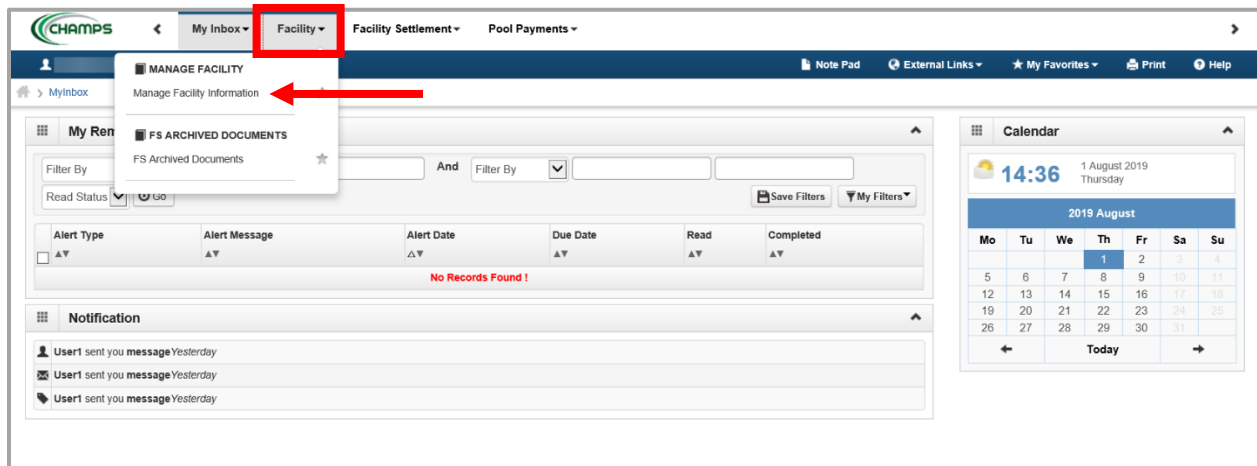 CHAMPS My Inbox Facility Facility Settlement Pool Payments
Note Pad External Links My Favorites Print Help
MyInbox
MANAGE FACILITY
Manage Facility Information
FS ARCHIVED DOCUMENTS
FS Archived Documents
My Rem
Filter By And Filter By
Read Status Go Save Filters My Filters
Alert Type Alert Message Alert Date Due Date Read Completed
No Records Found !
Notification
User1 sent you message Yesterday
User1 sent you message Yesterday
User1 sent you message Yesterday
Calendar
14:36 1 August 2019
Thursday
2019 August
Mo Tu We Th Fr Sa Su
1 2 3 4
5 6 7 8 9 10 11
12 13 14 15 16 17 18
19 20 21 22 23 24 25
26 27 28 29 30 31
Today